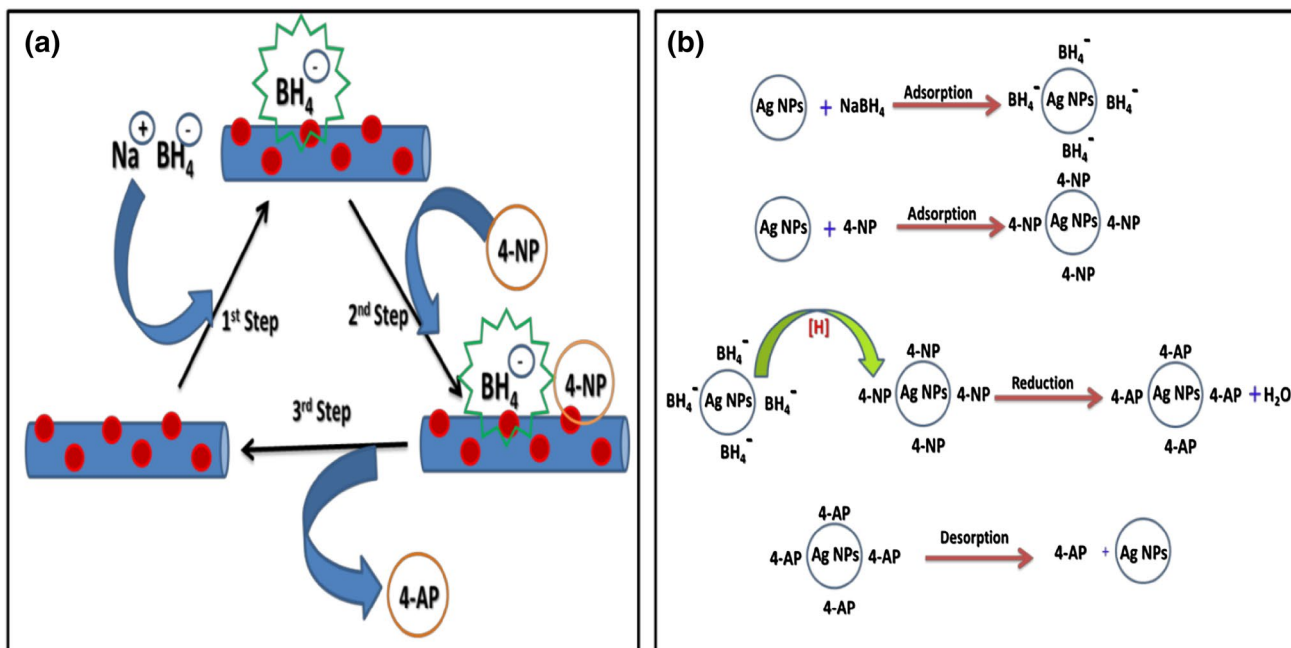 (a)
BH4 -
Na + BH4 -
4-NP
1st Step
2nd Step
BH4 -
4-NP
3rd Step
4-AP
(b)
BH4-
Ag NPs + NaBH4 Adsorption BH4- Ag NPs BH4-
BH4-
4-NP
Ag NPs + 4-NP Adsorption 4-NP Ag NPs 4-NP
4-NP
[H]
BH4- 4-NP 4-AP
BH4- Ag NPs BH4- 4-NP Ag NPs 4-NP Reduction 4-AP Ag NPs 4-AP + H2O
BH4- 4-NP 4-AP
4-AP
4-AP Ag NPs 4-AP Desorption 4-AP + Ag NPs
4-AP